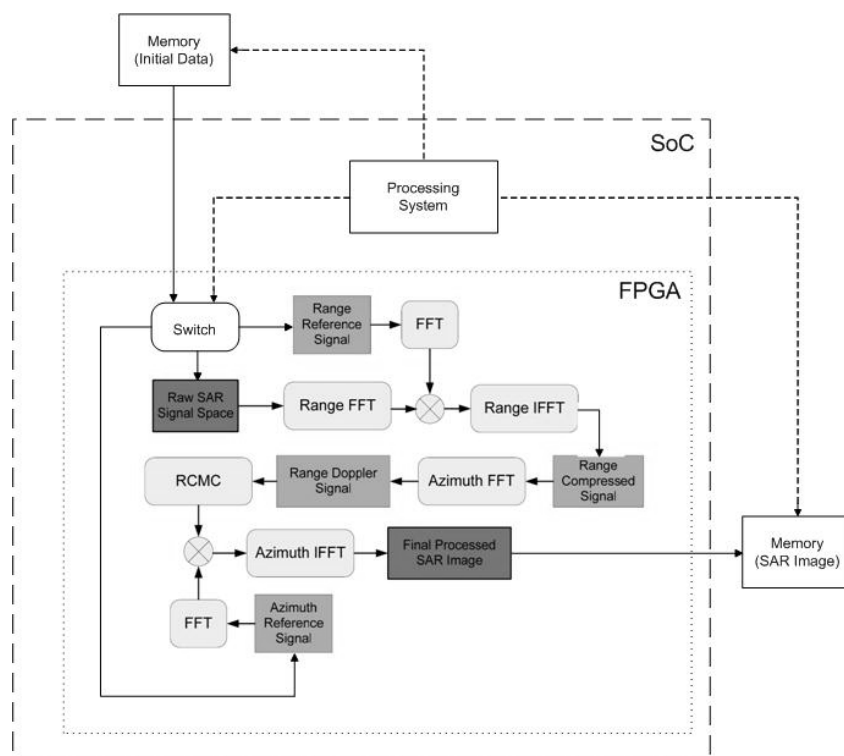 Memory
(Initial Data)
SoC
Processing
System
FPGA
Switch
Range
Reference
Signal
FFT
Raw SAR
Signal Space
Range FFT
Range IFFT
RCMC
Range Doppler
Signal
Azimuth FFT
Range
Compressed
Signal
Azimuth IFFT
Final Processed
SAR Image
Memory
(SAR Image)
FFT
Azimuth
Reference
Signal